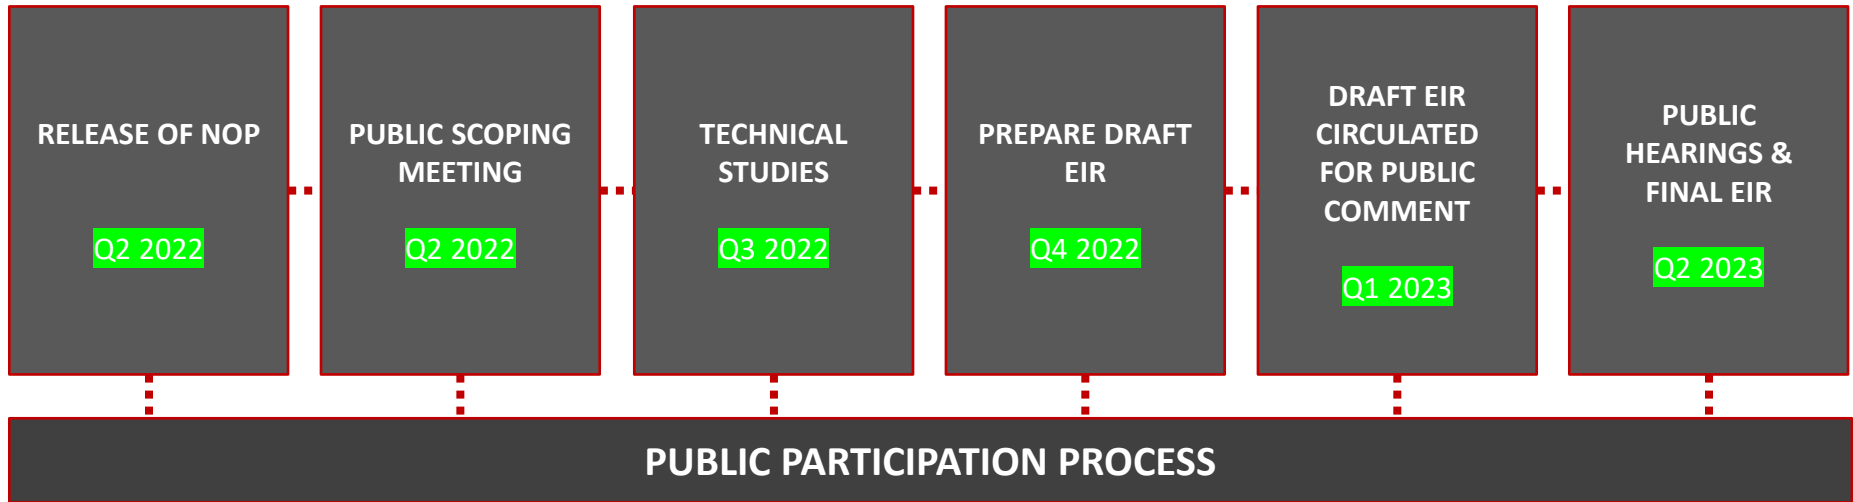 RELEASE OF NOP
Q2 2022
PUBLIC SCOPING
MEETING
Q2 2022
TECHNICAL
STUDIES
Q3 2022
PREPARE DRAFT
EIR
Q4 2022
DRAFT EIR
CIRCULATED
FOR PUBLIC
COMMENT
Q1 2023
PUBLIC
HEARINGS &
FINAL EIR
Q2 2023
PUBLIC PARTICIPATION PROCESS